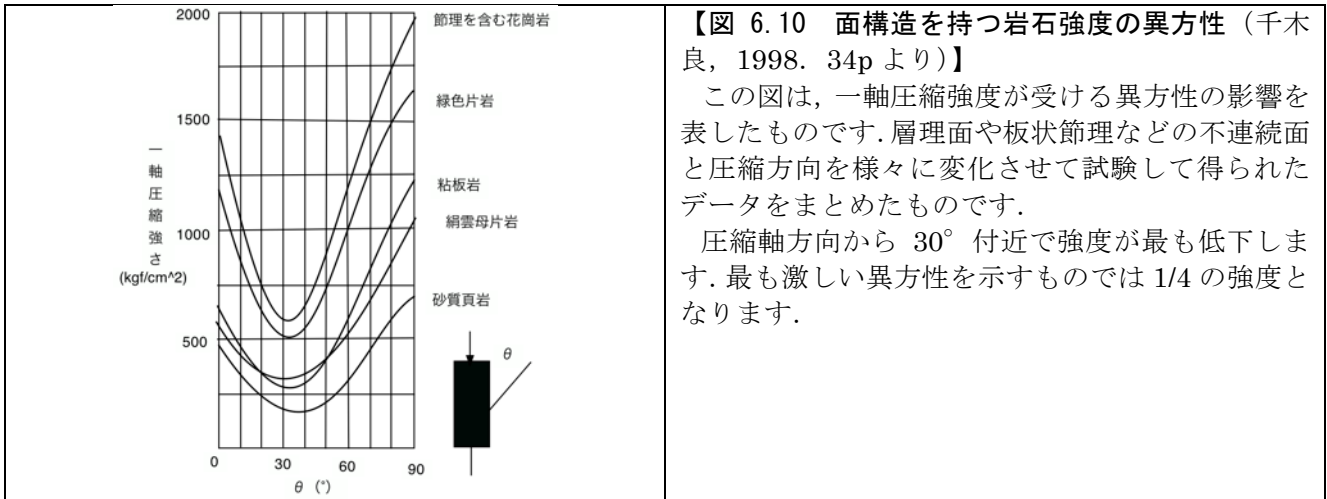 2000
1500
1000
500
一軸圧縮強さ
(kgf/cm^2)
0
30
60
90
θ (°)
節理を含む花崗岩
緑色片岩
粘板岩
絹雲母片岩
砂質頁岩
θ
【図 6.10 面構造を持つ岩石強度の異方性（千木
良，1998．34p より）】
この図は，一軸圧縮強度が受ける異方性の影響を
表したものです．層理面や板状節理などの不連続面
と圧縮方向を様々に変化させて試験して得られた
データをまとめたものです．
圧縮軸方向から 30°付近で強度が最も低下しま
す．最も激しい異方性を示すものでは 1/4 の強度と
なります．